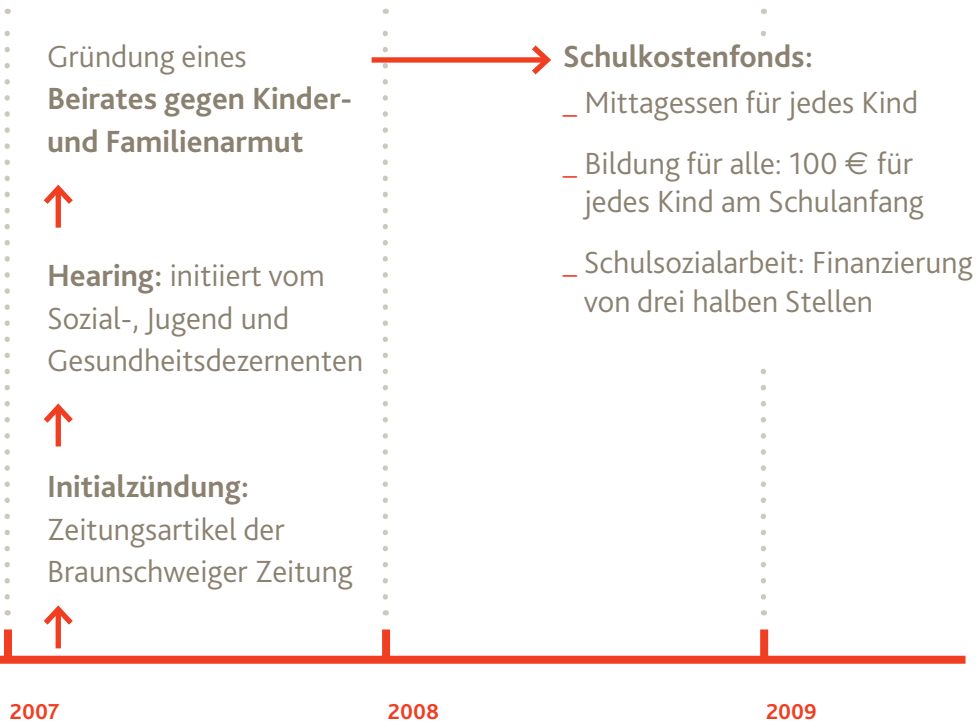 Gründung eines
Beirates gegen Kinder-
und Familienarmut
Hearing: initiiert vom
Sozial-, Jugend und
Gesundheitsdezernenten
Initialzündung:
Zeitungsartikel der
Braunschweiger Zeitung
Schulkostenfonds:
_ Mittagessen für jedes Kind
_ Bildung für alle: 100 € für
jedes Kind am Schulanfang
_ Schulsozialarbeit: Finanzierung
von drei halben Stellen
2007
2008
2009